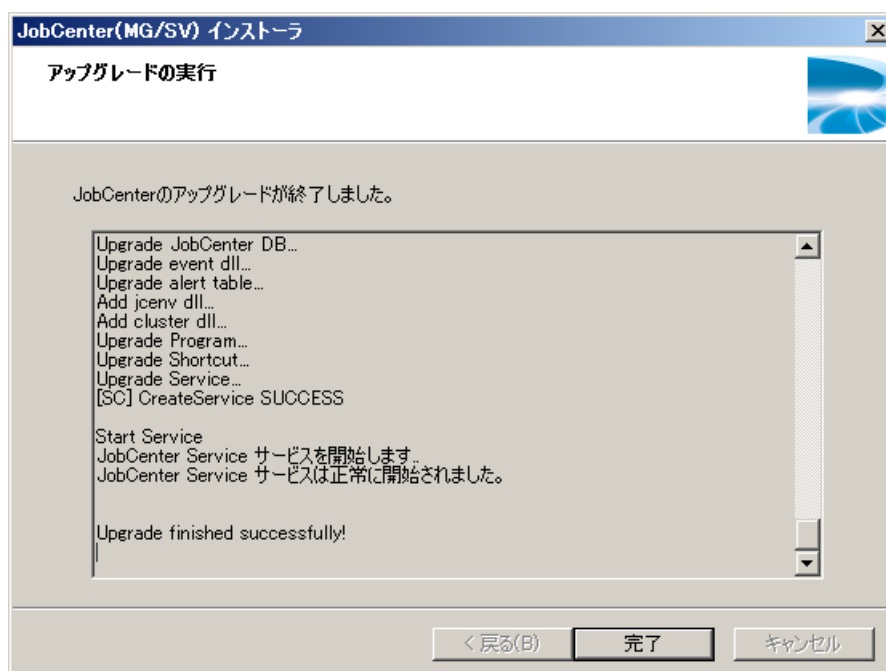 JobCenter(MG/SV) インストーラ
アップグレードの実行
JobCenterのアップグレードが終了しました。
Upgrade JobCenter DB...
Upgrade event dll...
Upgrade alert table...
Add jcenv dll...
Add cluster dll...
Upgrade Program...
Upgrade Shortcut...
Upgrade Service...
[SC] CreateService SUCCESS
Start Service
JobCenter Service サービスを開始します..
JobCenter Service サービスは正常に開始されました。
Upgrade finished successfully!
< 戻る(B) 完了 キャンセル